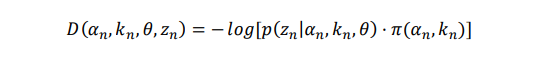 D(αₙ, kₙ, θ, zₙ) = −log[p(zₙ|αₙ, kₙ, θ) · π(αₙ, kₙ)]